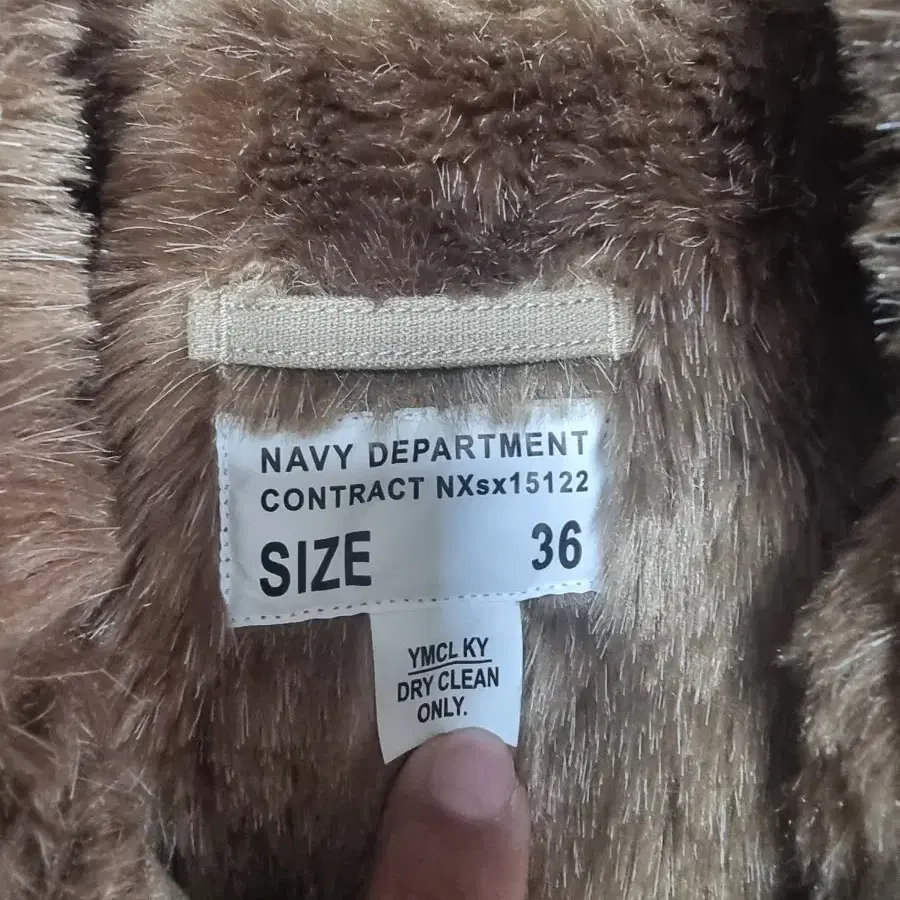 NAVY DEPARTMENT
CONTRACT NXsx15122
SIZE 36
YMCL KY
DRY CLEAN
ONLY.